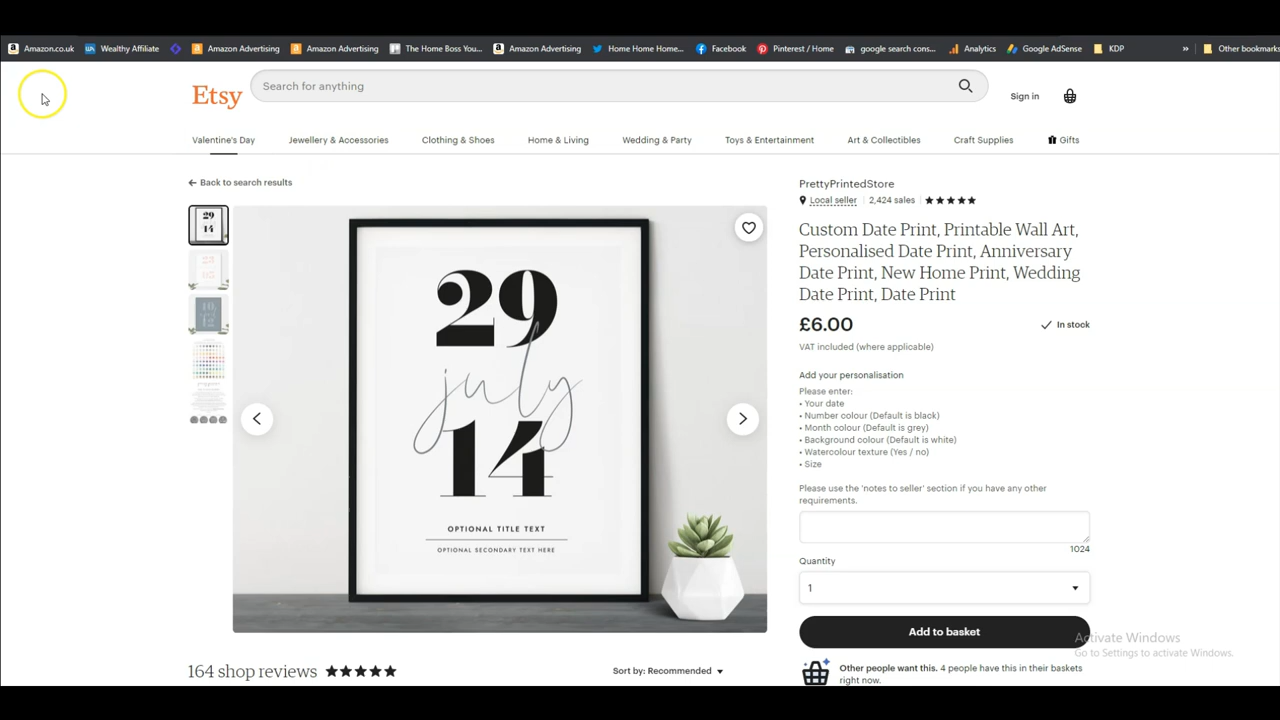 Amazon.co.uk Wealthy Affiliate Amazon Advertising Amazon Advertising The Home Boss You... Amazon Advertising Home Home Home... Facebook Pinterest / Home google search cons... Analytics Google AdSense KDP » Other bookmarks
Etsy
Search for anything
Sign in
Valentine's Day Jewellery & Accessories Clothing & Shoes Home & Living Wedding & Party Toys & Entertainment Art & Collectibles Craft Supplies Gifts
Back to search results
29
july
14
OPTIONAL TITLE TEXT
OPTIONAL SECONDARY TEXT HERE
PrettyPrintedStore
Local seller 2,424 sales
Custom Date Print, Printable Wall Art,
Personalised Date Print, Anniversary
Date Print, New Home Print, Wedding
Date Print, Date Print
£6.00 In stock
VAT included (where applicable)
Add your personalisation
Please enter:
• Your date
• Number colour (Default is black)
• Month colour (Default is grey)
• Background colour (Default is white)
• Watercolour texture (Yes / no)
• Size
Please use the 'notes to seller' section if you have any other
requirements.
1024
Quantity
1
Add to basket
Activate Windows
Go to Settings to activate Windows.
Other people want this. 4 people have this in their baskets
right now.
164 shop reviews
Sort by: Recommended